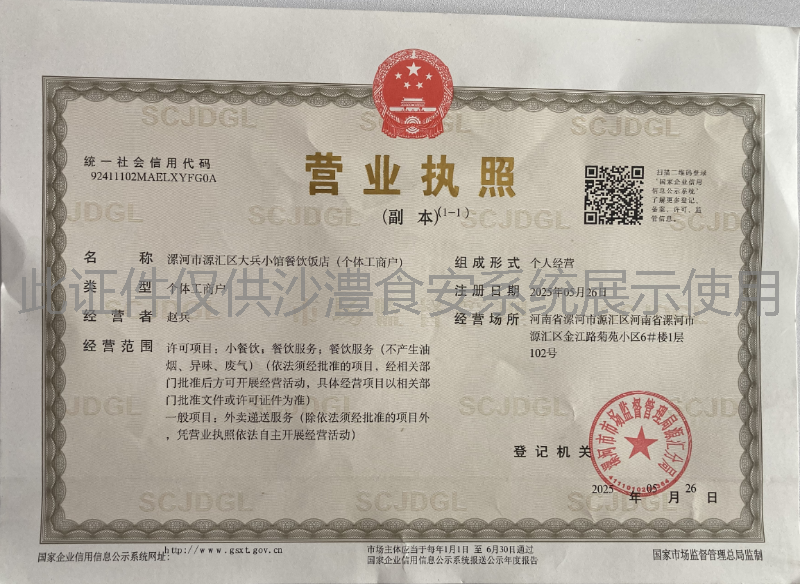 统一社会信用代码
92411102MAELXYFG0A
营业执照
(副 本)(1-1)
扫描二维码登录
“国家企业信用
信息公示系统”
了解更多登记、
备案、许可、监
管信息。
名 称 漯河市源汇区大兵小馆餐饮饭店（个体工商户）
组成形式 个人经营
类 型 个体工商户
注册日期 2025年05月26日
此证件仅供沙澧食安系统展示使用
经营者 赵兵
经营场所 河南省漯河市源汇区河南省漯河市
源汇区金江路菊苑小区6#楼1层
102号
经营范围 许可项目：小餐饮；餐饮服务；餐饮服务（不产生油
烟、异味、废气）（依法须经批准的项目，经相关部
门批准后方可开展经营活动，具体经营项目以相关部
门批准文件或许可证件为准）
一般项目：外卖递送服务（除依法须经批准的项目外
，凭营业执照依法自主开展经营活动）
漯河市市场监督管理局源汇分局
登记机关
2025 年 05 月 26 日
国家企业信用信息公示系统网址：http://www.gsxt.gov.cn
市场主体应当于每年1月1日 至 6月30日通过
国家企业信用信息公示系统报送公示年度报告
国家市场监督管理总局监制
SCJDGL